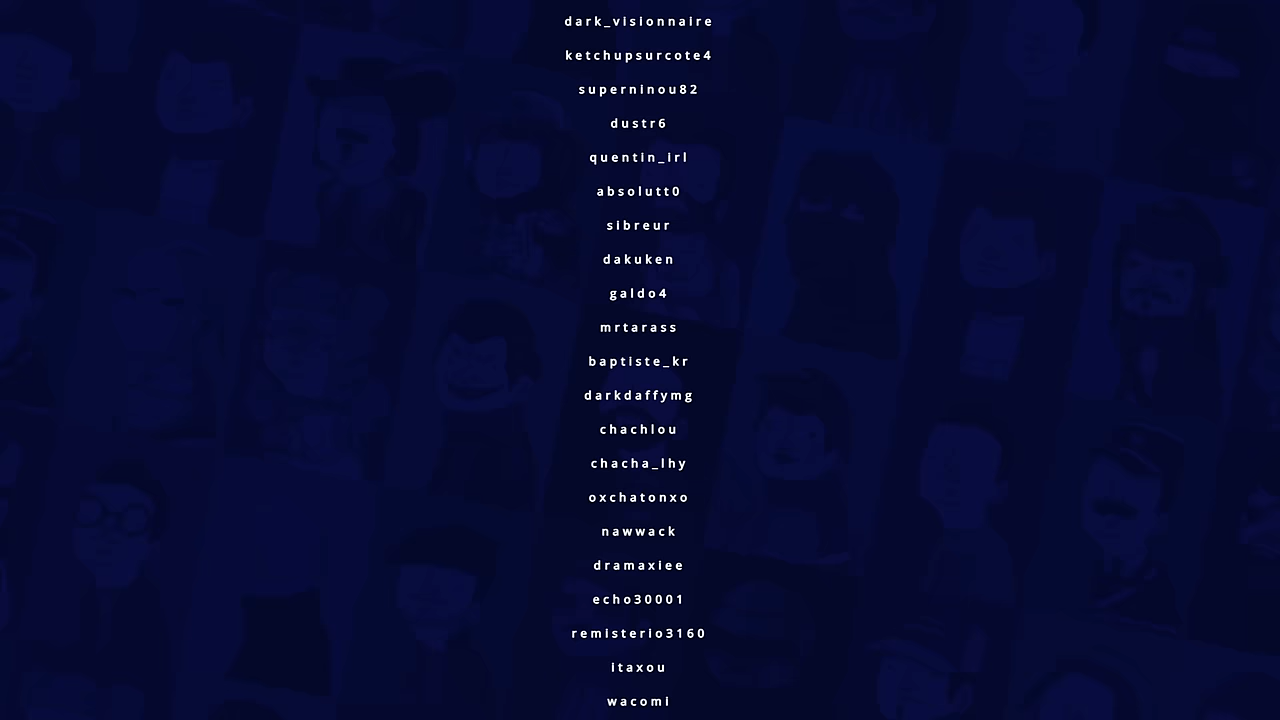 dark_visionnaire
ketchupsurcote4
superninou82
dustr6
quentin_irl
absolutt0
sibreur
dakuken
galdo4
mrtarass
baptiste_kr
darkdaffymg
chachlou
chacha_lhy
oxchatonxo
nawwack
dramaxiee
echo30001
remisterio3160
itaxou
wacomi